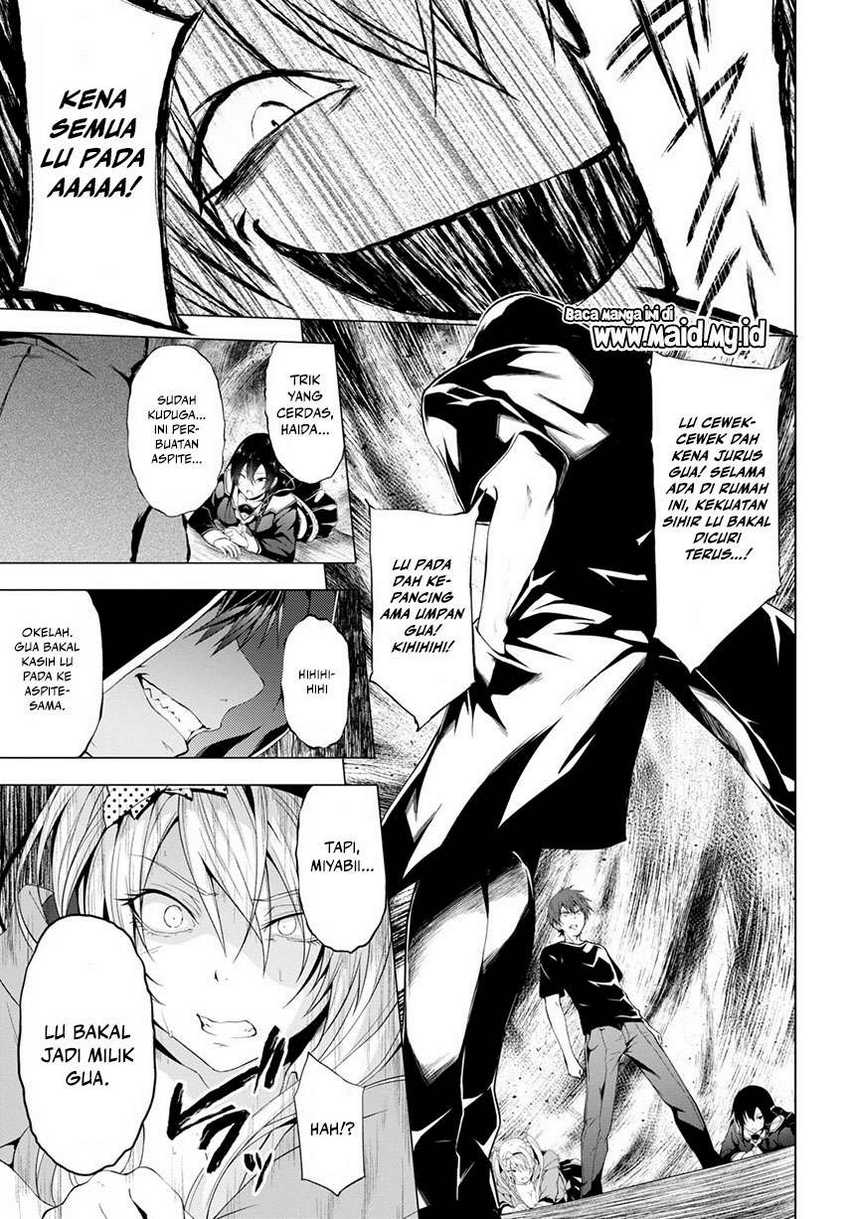 KENA
SEMUA
LU PADA
AAAAA!
Baca Manga ini di
www.Maid.My.id
LU CEWEK-
CEWEK DAH
KENA JURUS
GUA! SELAMA
ADA DI RUMAH
INI, KEKUATAN
SIHIR LU BAKAL
DICURI
TERUS...!
LU PADA
DAH KE-
PANCING
AMA UMPAN
GUA!
KIHIHIHI!
TRIK
YANG
CERDAS,
HAIDA...
SUDAH
KUDUGA...
INI PER-
BUATAN
ASPITE...
HIHIHI-
HIHI
OKELAH.
GUA BAKAL
KASIH LU
PADA KE
ASPITE-
SAMA.
TAPI,
MIYABII...
LU BAKAL
JADI MILIK
GUA.
HAH!?